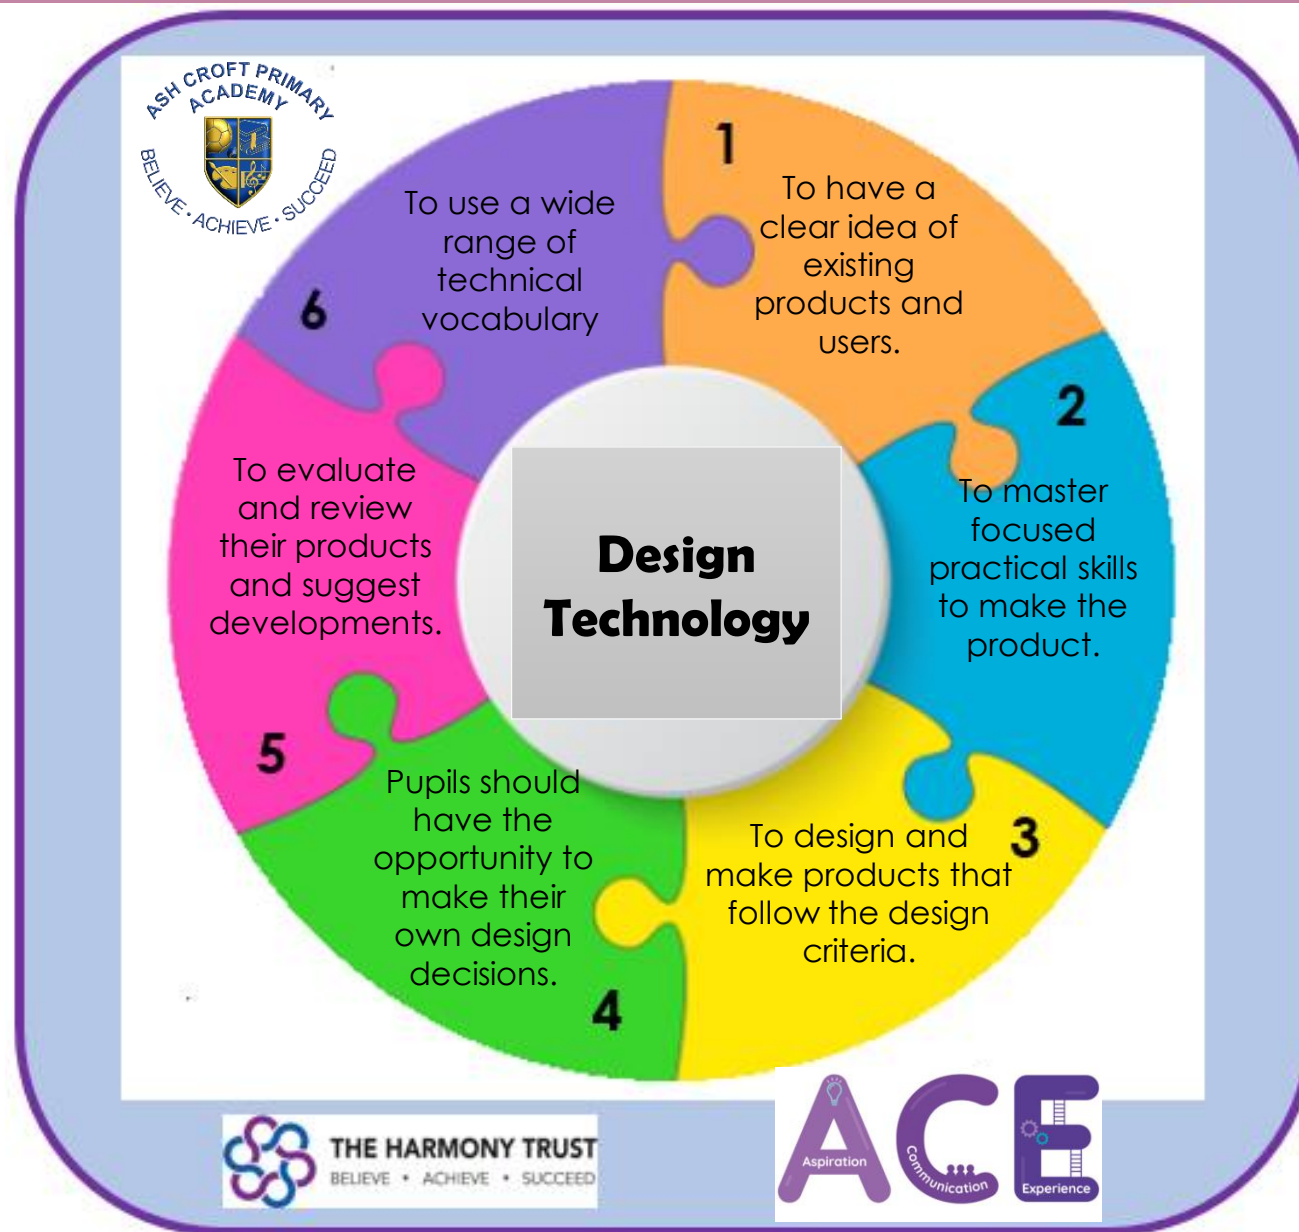 ASH CROFT PRIMARY
ACADEMY
BELIEVE • ACHIEVE • SUCCEED
1
To have a
clear idea of
existing
products and
users.
2
To master
focused
practical skills
to make the
product.
3
To design and
make products that
follow the design
criteria.
4
Pupils should
have the
opportunity to
make their
own design
decisions.
5
To evaluate
and review
their products
and suggest
developments.
6
To use a wide
range of
technical
vocabulary
Design
Technology
THE HARMONY TRUST
BELIEVE • ACHIEVE • SUCCEED
ACE
Aspiration
Communication
Experience